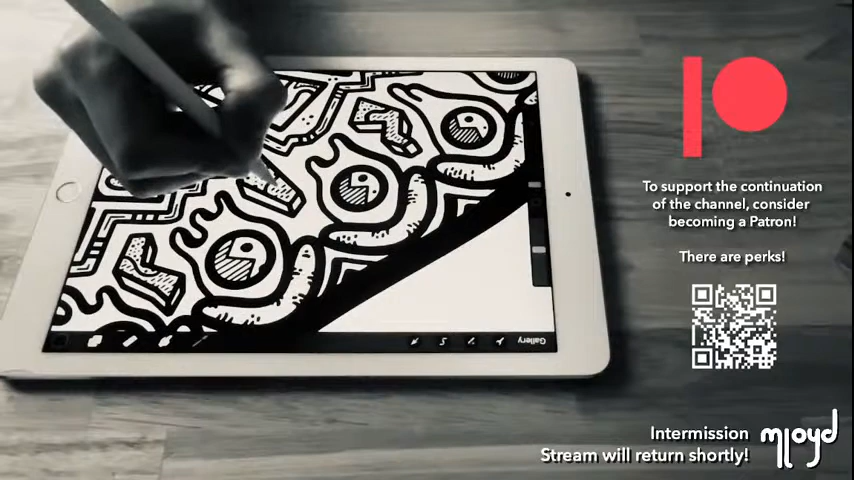 To support the continuation
of the channel, consider
becoming a Patron!
There are perks!
Gallery
Intermission
Stream will return shortly!
mloyd